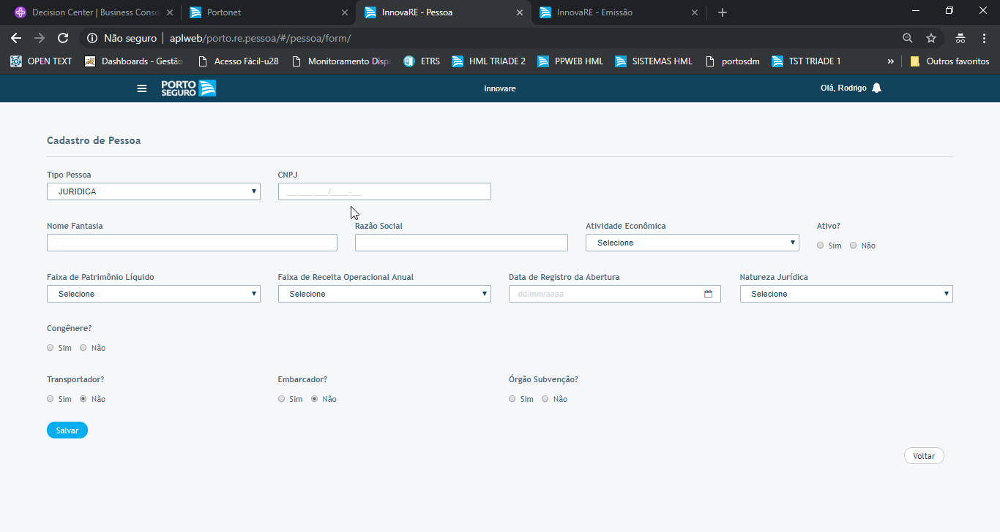 Decision Center | Business Conso
Portonet
InnovaRE - Pessoa
InnovaRE - Emissão
Não seguro
aplweb/porto.re.pessoa/#/pessoa/form/
OPEN TEXT
Dashboards - Gestão
Acesso Fácil-u28
Monitoramento Dispo
ETRS
HML TRIADE 2
PPWEB HML
SISTEMAS HML
portosdm
TST TRIADE 1
»
Outros favoritos
PORTO
SEGURO
Innovare
Olá, Rodrigo
Cadastro de Pessoa
Tipo Pessoa
CNPJ
JURIDICA
__.___.___/____-__
Nome Fantasia
Razão Social
Atividade Econômica
Ativo?
Selecione
Sim
Não
Faixa de Patrimônio Líquido
Faixa de Receita Operacional Anual
Data de Registro da Abertura
Natureza Jurídica
Selecione
Selecione
dd/mm/aaaa
Selecione
Congênere?
Sim
Não
Transportador?
Embarcador?
Órgão Subvenção?
Sim
Não
Sim
Não
Sim
Não
Salvar
Voltar